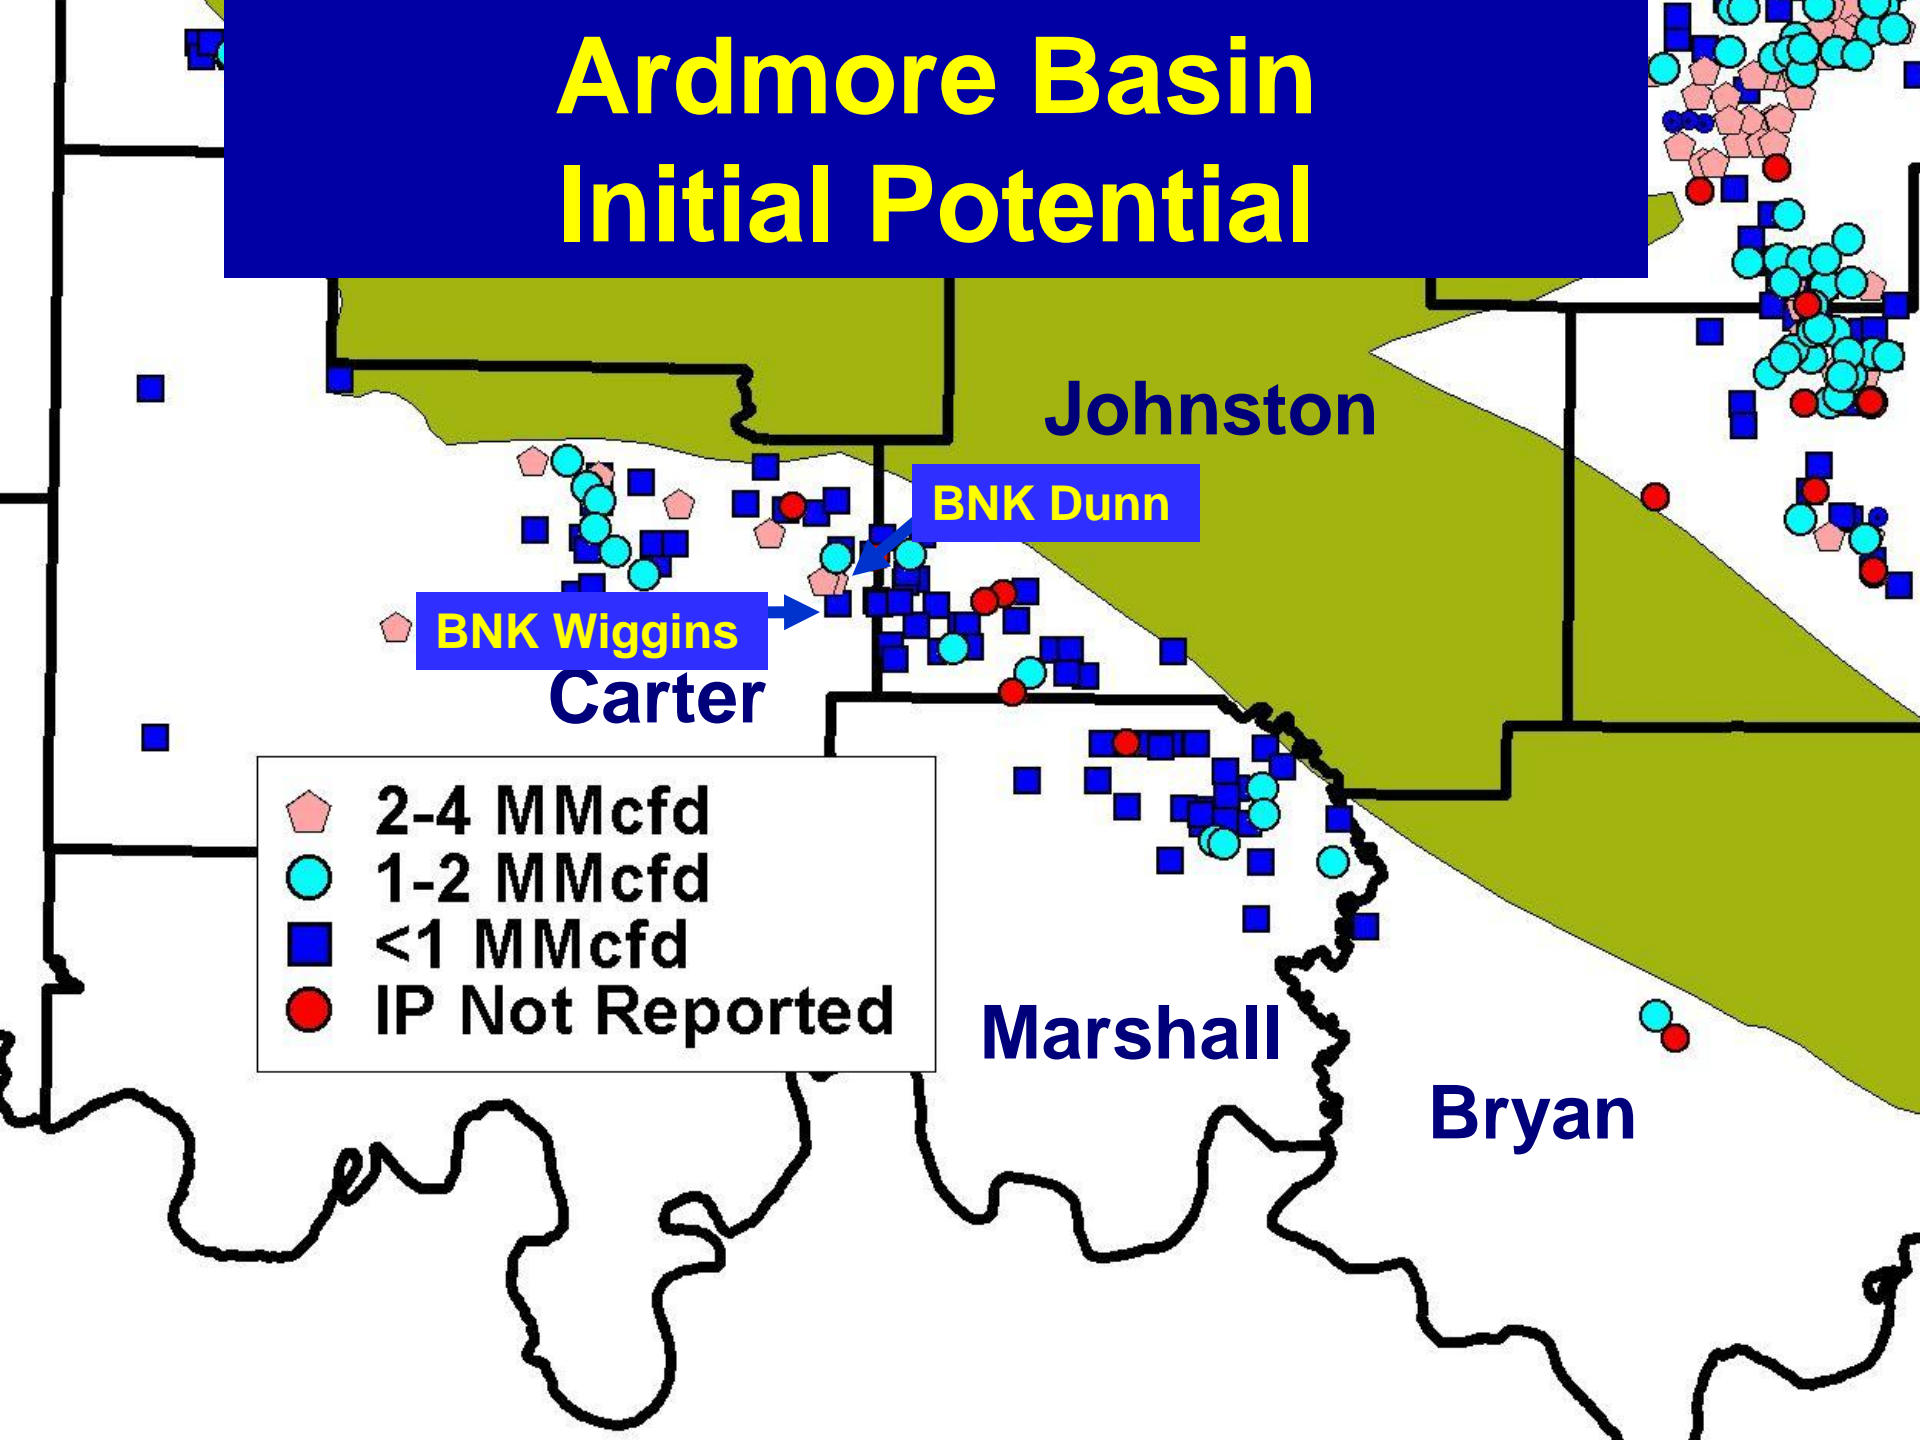 Ardmore Basin
Initial Potential
Johnston
BNK Dunn
BNK Wiggins
Carter
2-4 MMcfd
1-2 MMcfd
<1 MMcfd
IP Not Reported
Marshall
Bryan